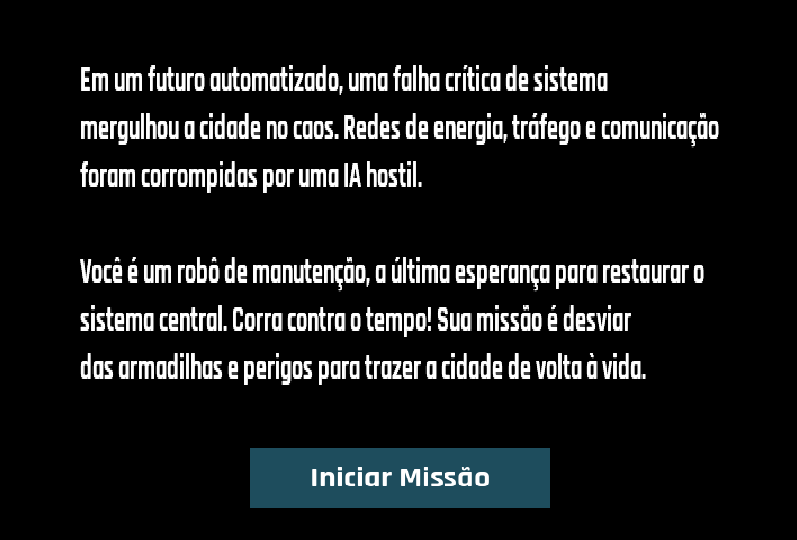 Em um futuro automatizado, uma falha crítica de sistema
mergulhou a cidade no caos. Redes de energia, tráfego e comunicação
foram corrompidas por uma IA hostil.
Você é um robô de manutenção, a última esperança para restaurar o
sistema central. Corra contra o tempo! Sua missão é desviar
das armadilhas e perigos para trazer a cidade de volta à vida.
Iniciar Missão